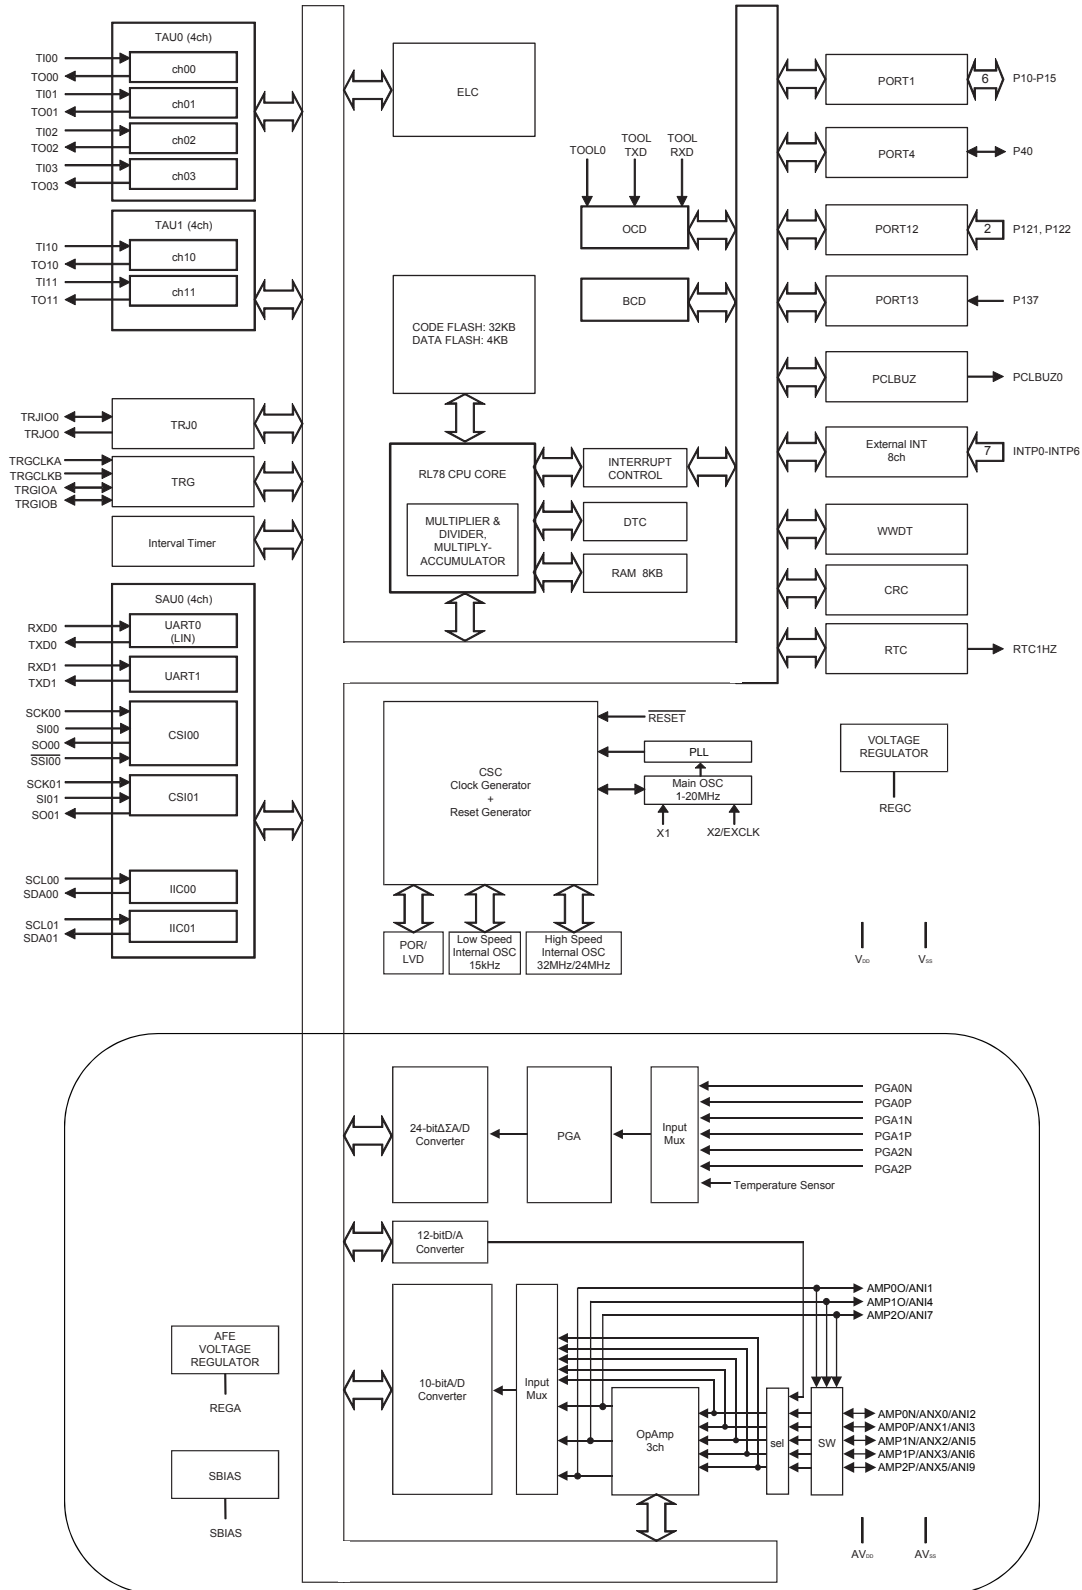 TAU0 (4ch)
TI00
TO00
ch00
TI01
TO01
ch01
TI02
TO02
ch02
TI03
TO03
ch03
TAU1 (4ch)
TI10
TO10
ch10
TI11
TO11
ch11
TRJIO0
TRJO0
TRJ0
TRGCLKA
TRGCLKB
TRGIOA
TRGIOB
TRG
Interval Timer
SAU0 (4ch)
RXD0
TXD0
UART0
(LIN)
RXD1
TXD1
UART1
SCK00
SI00
SO00
SSI00
CSI00
SCK01
SI01
SO01
CSI01
SCL00
SDA00
IIC00
SCL01
SDA01
IIC01
ELC
TOOL0
TOOL
TXD
TOOL
RXD
OCD
BCD
CODE FLASH: 32KB
DATA FLASH: 4KB
RL78 CPU CORE
MULTIPLIER &
DIVIDER,
MULTIPLY-
ACCUMULATOR
INTERRUPT
CONTROL
DTC
RAM 8KB
PORT1
6
P10-P15
PORT4
P40
PORT12
2
P121, P122
PORT13
P137
PCLBUZ
PCLBUZ0
External INT
8ch
7
INTP0-INTP6
WWDT
CRC
RTC
RTC1HZ
CSC
Clock Generator
+
Reset Generator
RESET
PLL
Main OSC
1-20MHz
X1
X2/EXCLK
VOLTAGE
REGULATOR
REGC
POR/
LVD
Low Speed
Internal OSC
15kHz
High Speed
Internal OSC
32MHz/24MHz
VDD
VSS
24-bitΔΣA/D
Converter
PGA
Input
Mux
PGA0N
PGA0P
PGA1N
PGA1P
PGA2N
PGA2P
Temperature Sensor
12-bitD/A
Converter
10-bitA/D
Converter
Input
Mux
OpAmp
3ch
sel
SW
AMP0O/ANI1
AMP1O/ANI4
AMP2O/ANI7
AMP0N/ANX0/ANI2
AMP0P/ANX1/ANI3
AMP1N/ANX2/ANI5
AMP1P/ANX3/ANI6
AMP2P/ANX5/ANI9
AFE
VOLTAGE
REGULATOR
REGA
SBIAS
SBIAS
AVDD
AVSS